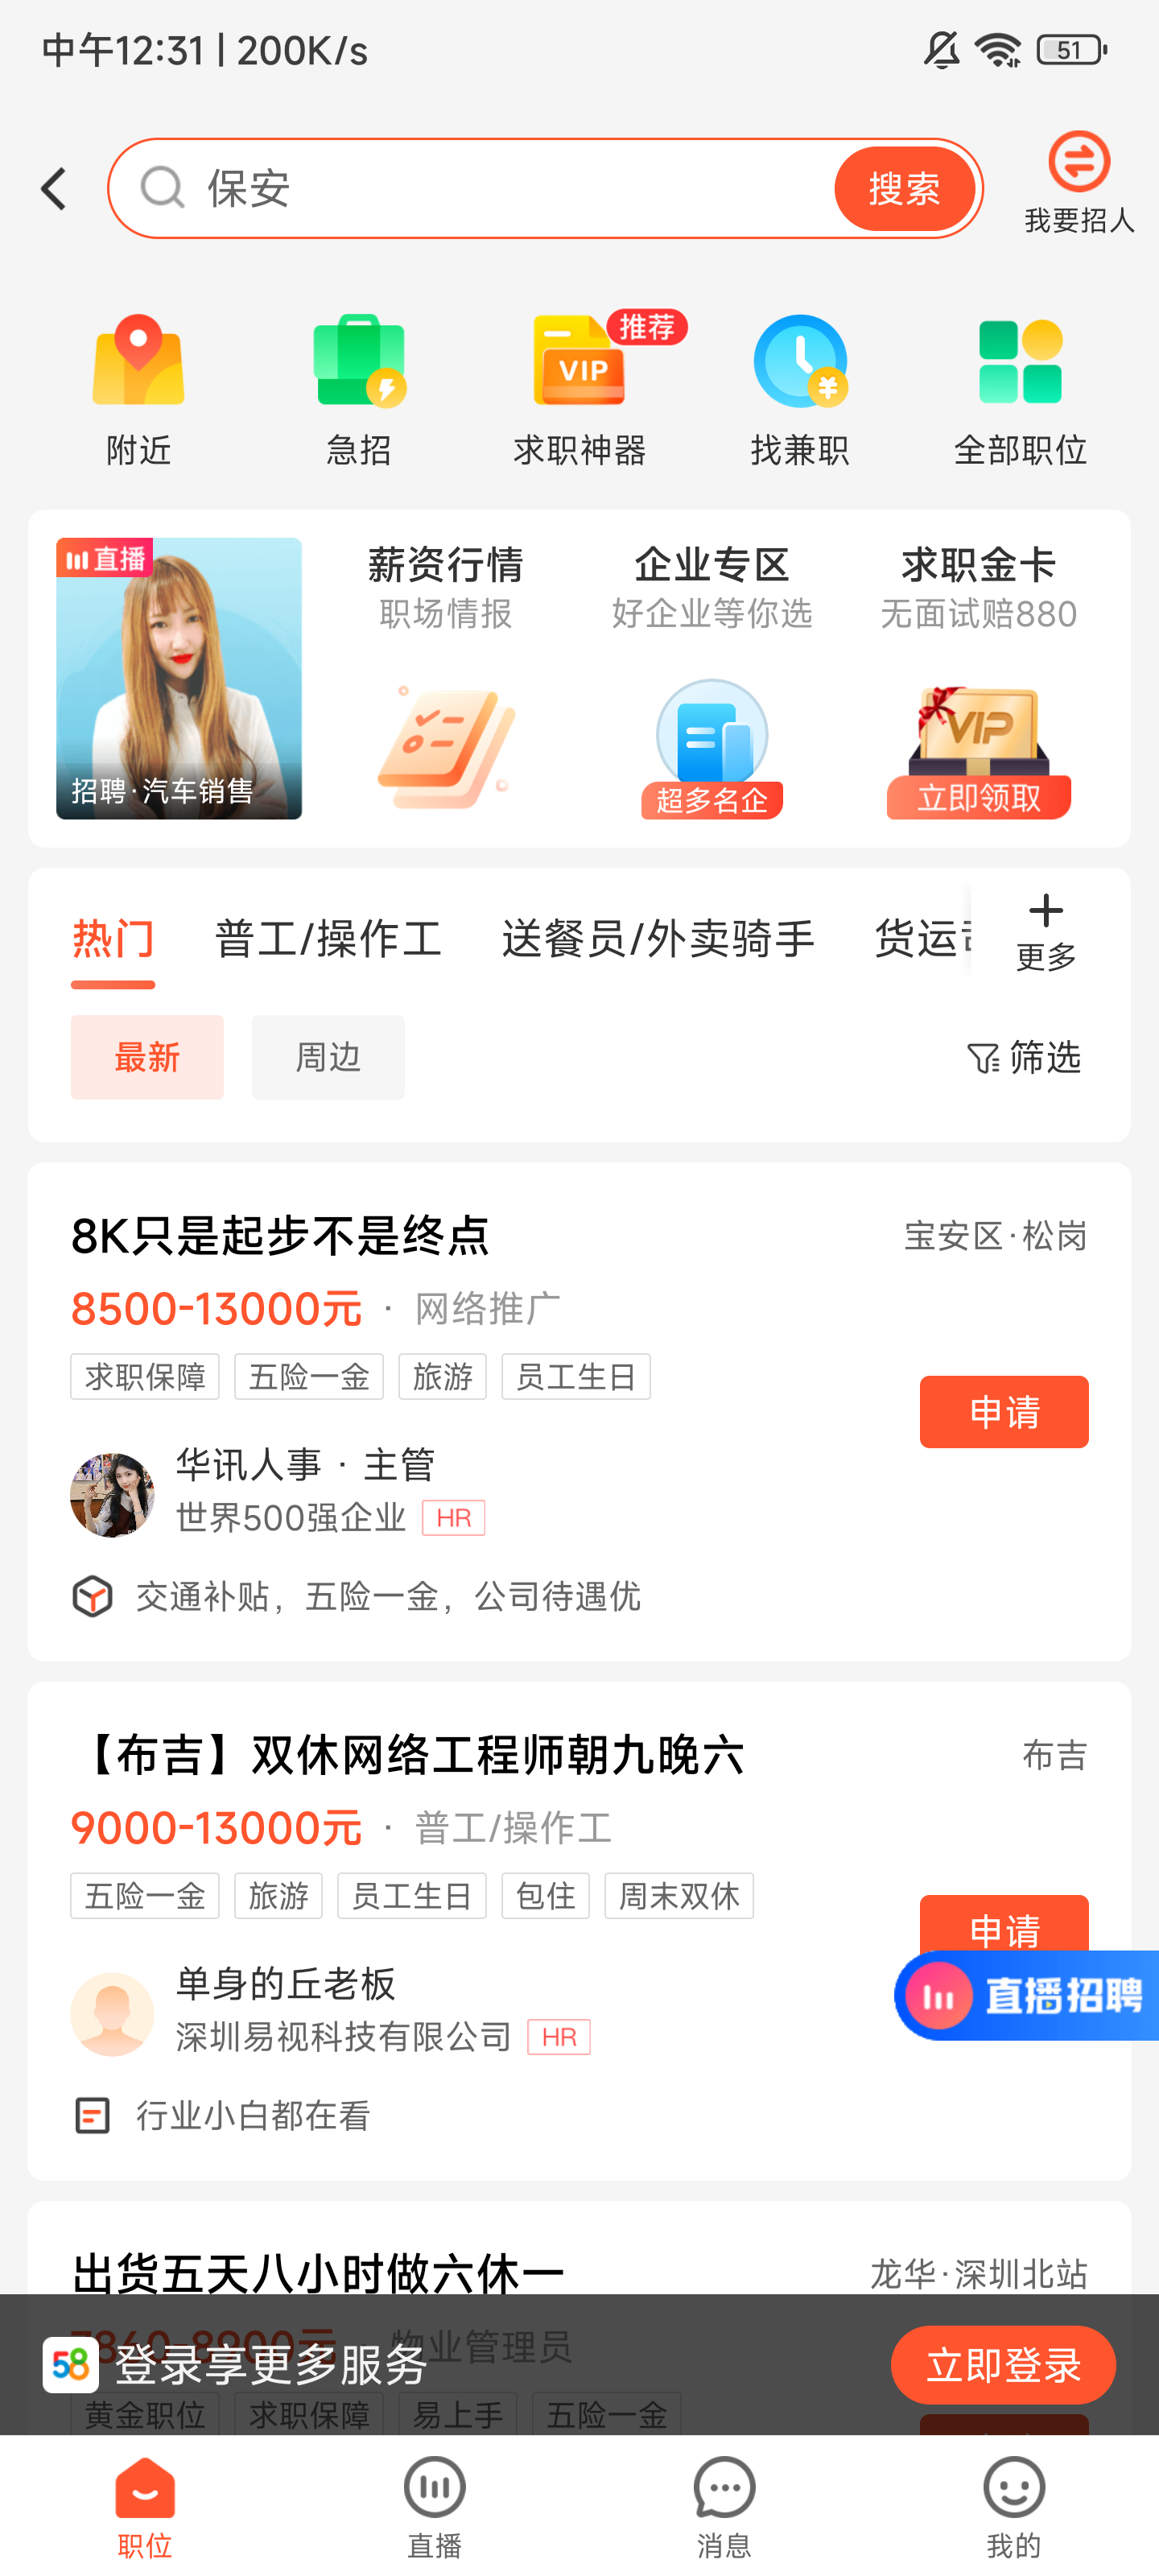 中午12:31 | 200K/s
51
保安
搜索
我要招人
推荐
VIP
附近
急招
求职神器
找兼职
全部职位
直播
招聘·汽车销售
薪资行情
职场情报
企业专区
好企业等你选
超多名企
求职金卡
无面试赔880
VIP
立即领取
热门
普工/操作工
送餐员/外卖骑手
货运
更多
最新
周边
筛选
8K只是起步不是终点
宝安区·松岗
8500-13000元 · 网络推广
求职保障 五险一金 旅游 员工生日
申请
华讯人事 · 主管
世界500强企业 HR
交通补贴，五险一金，公司待遇优
【布吉】双休网络工程师朝九晚六
布吉
9000-13000元 · 普工/操作工
五险一金 旅游 员工生日 包住 周末双休
申请
直播招聘
单身的丘老板
深圳易视科技有限公司 HR
行业小白都在看
出货五天八小时做六休一
龙华·深圳北站
7860-8900元 物业管理员
58 登录享更多服务
立即登录
黄金职位 求职保障 易上手 五险一金
职位
直播
消息
我的